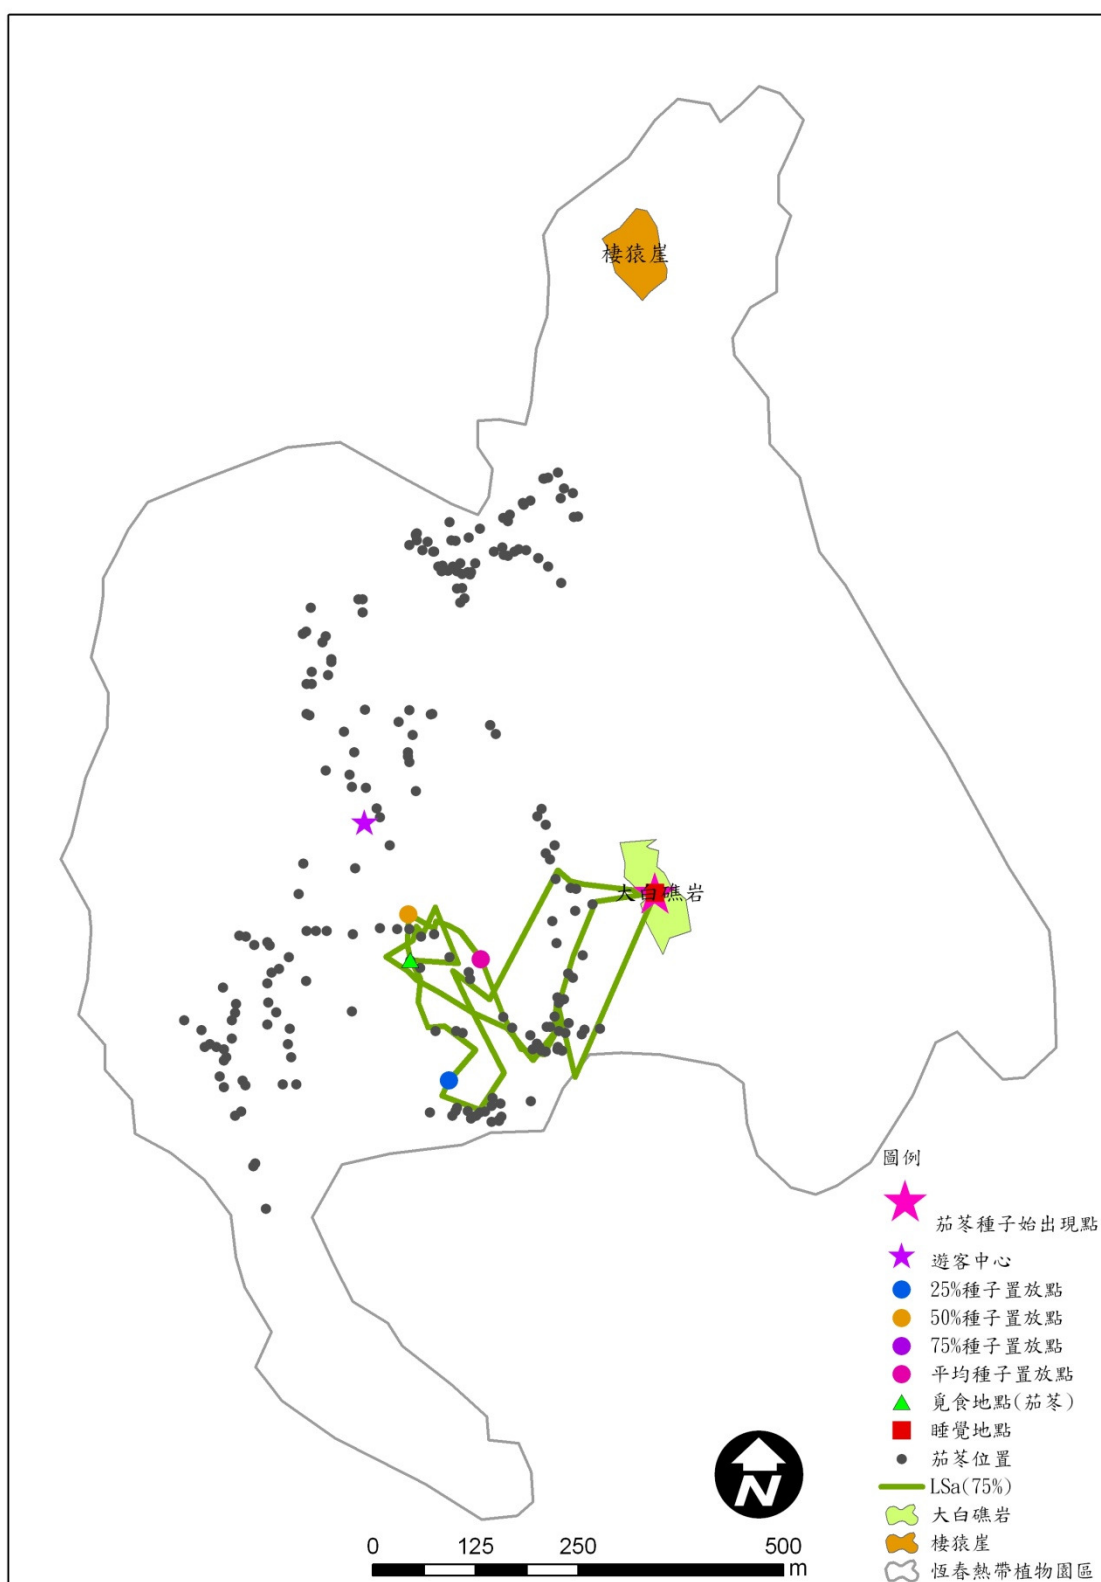 棲猿崖
大白礁岩
圖例
茄苳種子始出現點
遊客中心
25%種子置放點
50%種子置放點
75%種子置放點
平均種子置放點
覓食地點(茄苳)
睡覺地點
茄苳位置
LSa(75%)
大白礁岩
棲猿崖
恆春熱帶植物園區
N
0 125 250 500
m